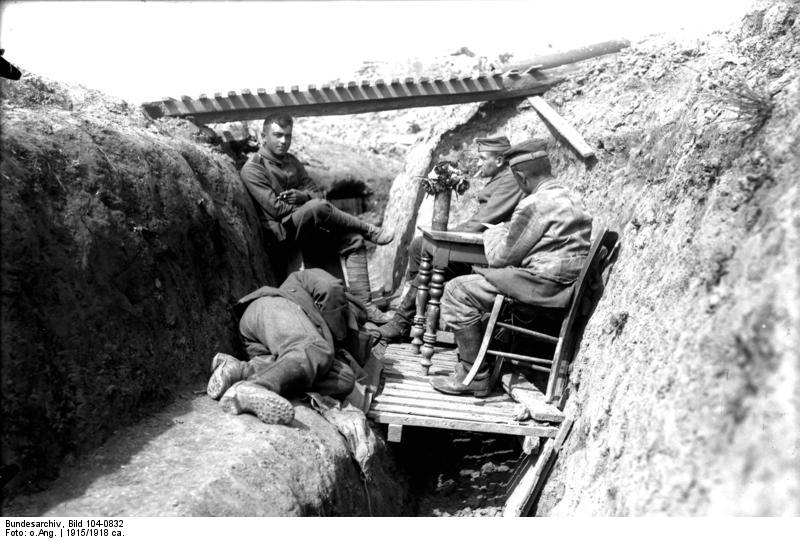 Bundesarchiv, Bild 104-0832
Foto: o.Ang. | 1915/1918 ca.